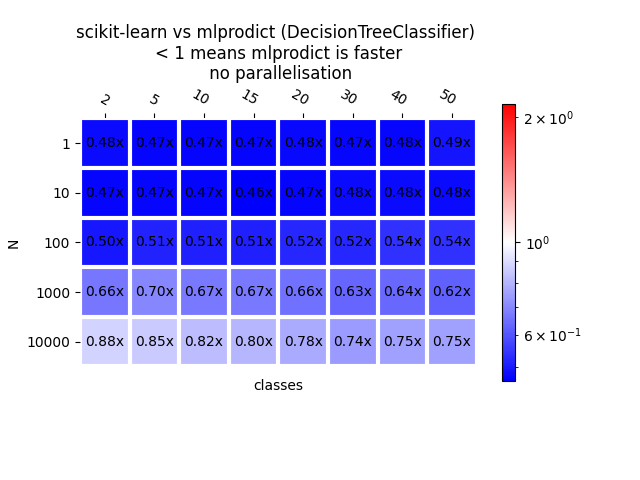 scikit-learn vs mlprodict (DecisionTreeClassifier)
< 1 means mlprodict is faster
no parallelisation
2 5 10 15 20 30 40 50
1 0.48x 0.47x 0.47x 0.47x 0.48x 0.47x 0.48x 0.49x
10 0.47x 0.47x 0.47x 0.46x 0.47x 0.48x 0.48x 0.48x
100 0.50x 0.51x 0.51x 0.51x 0.52x 0.52x 0.54x 0.54x
1000 0.66x 0.70x 0.67x 0.67x 0.66x 0.63x 0.64x 0.62x
10000 0.88x 0.85x 0.82x 0.80x 0.78x 0.74x 0.75x 0.75x
N
classes
2 × 10⁰
10⁰
6 × 10⁻¹